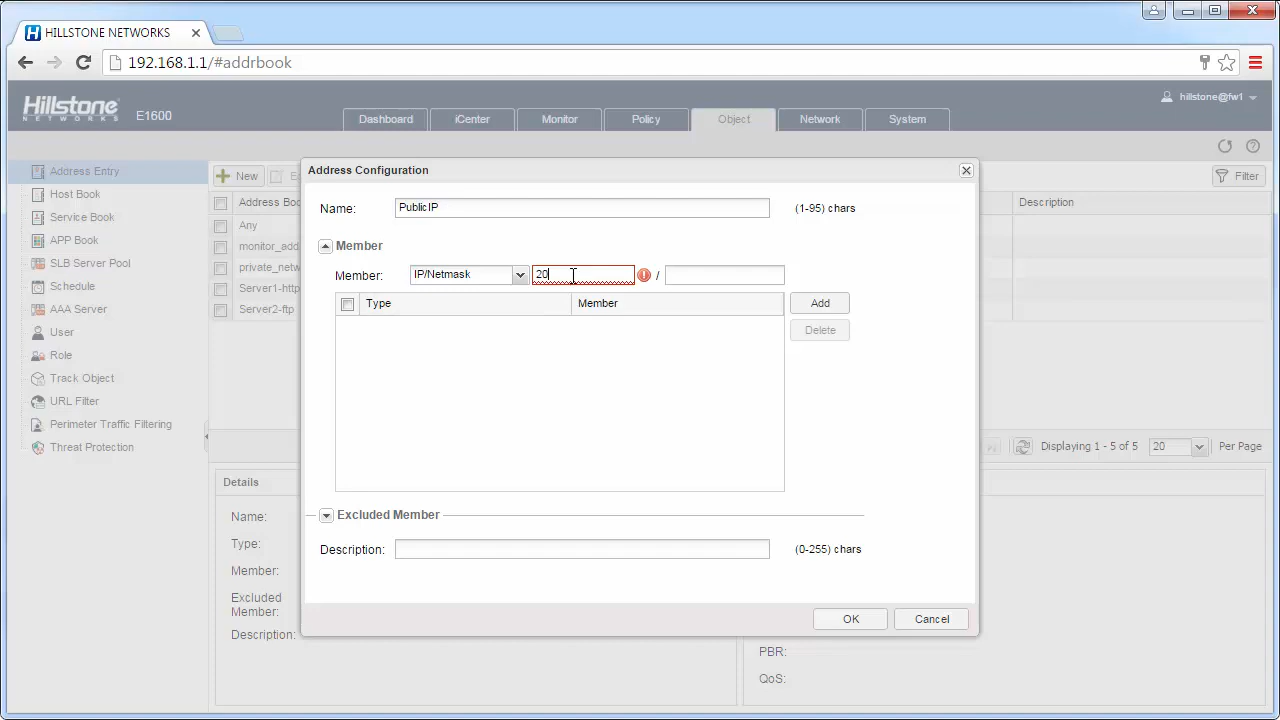 HILLSTONE NETWORKS
192.168.1.1/#addrbook
Hillstone
NETWORKS
E1600
Dashboard
iCenter
Monitor
Policy
Object
Network
System
hillstone@fw1
Address Entry
Host Book
Service Book
APP Book
SLB Server Pool
Schedule
AAA Server
User
Role
Track Object
URL Filter
Perimeter Traffic Filtering
Threat Protection
New
Filter
Address Boo
Description
Any
monitor_add
private_netw
Server1-http
Server2-ftp
Address Configuration
Name: PublicIP (1-95) chars
Member
Member: IP/Netmask 20 /
Type Member
Add
Delete
Excluded Member
Description: (0-255) chars
OK Cancel
Displaying 1 - 5 of 5 20 Per Page
Details
Name:
Type:
Member:
Excluded
Member:
Description:
PBR:
QoS: